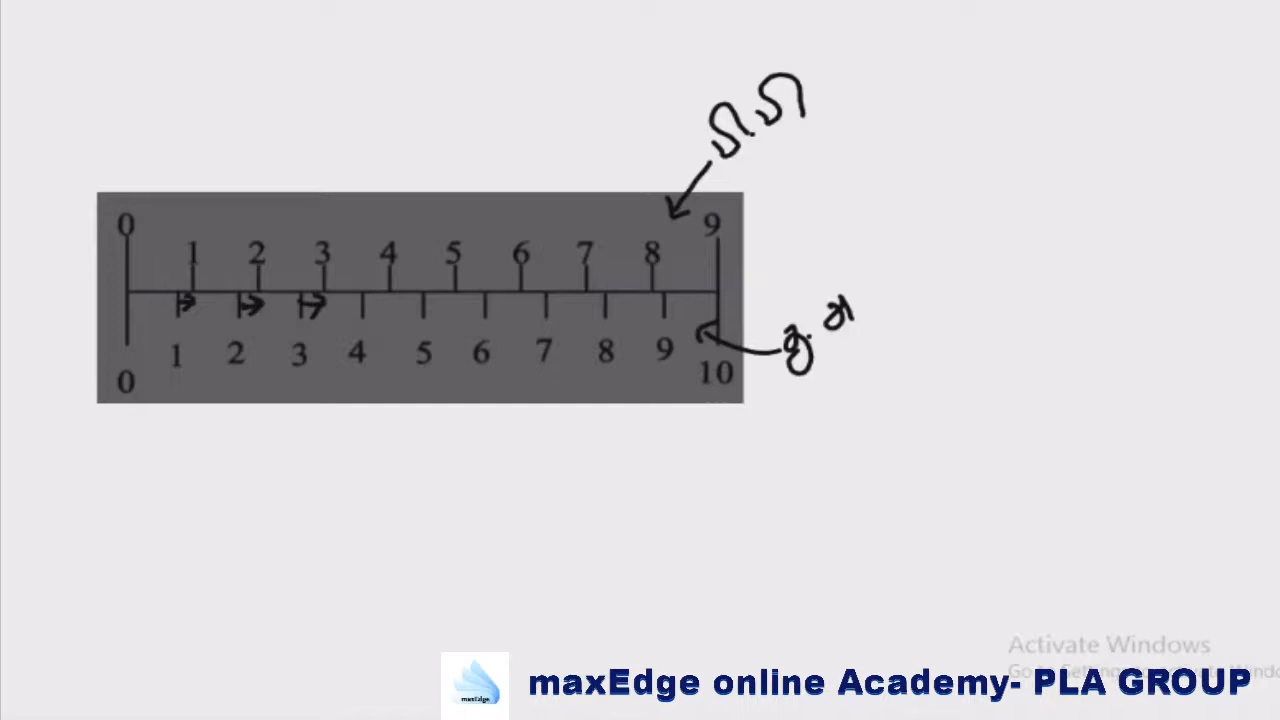 0 9
1 2 3 4 5 6 7 8
1 2 3 4 5 6 7 8 9
0 10
Activate Windows
maxEdge
maxEdge online Academy- PLA GROUP